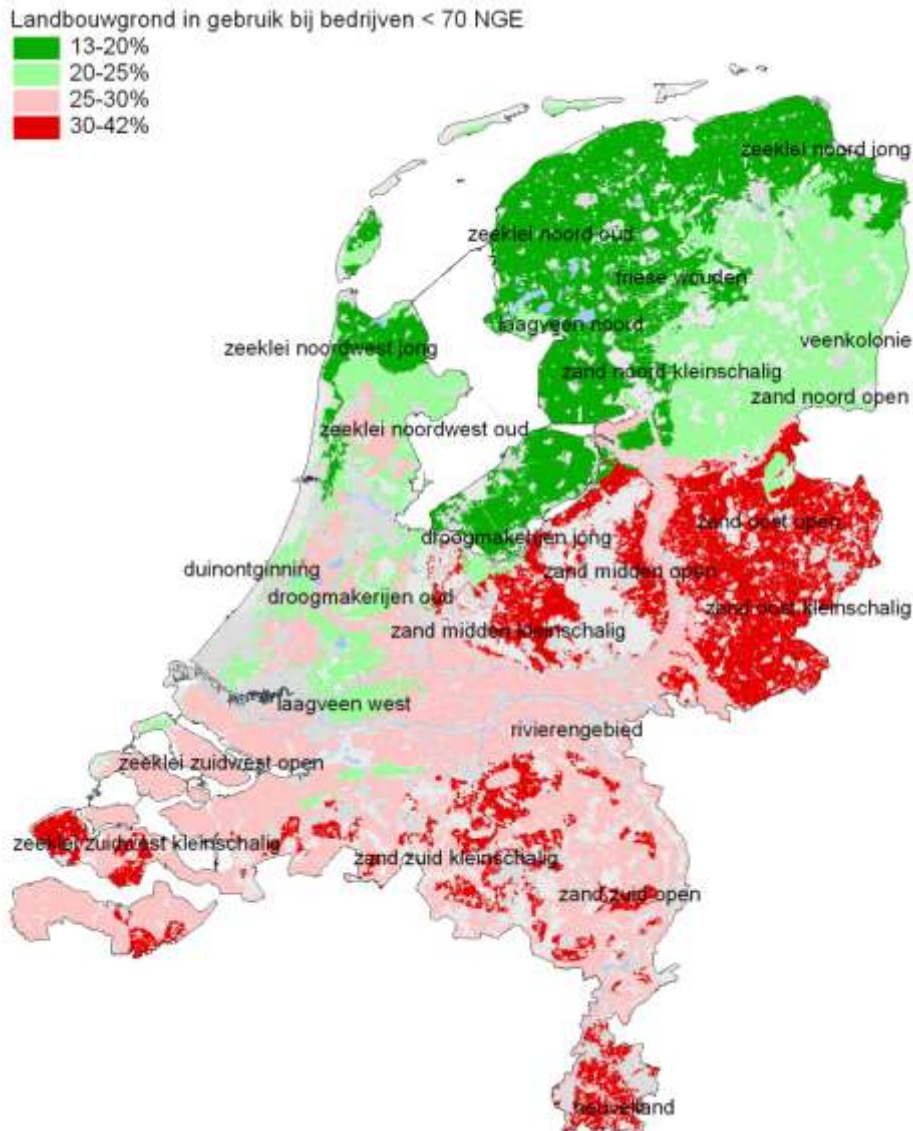 Landbouwgrond in gebruik bij bedrijven < 70 NGE
13-20%
20-25%
25-30%
30-42%
zeeklei noord jong
zeeklei noord oud
friese wouden
laagveen noord
veenkolonie
zeeklei noordwest jong
zand noord kleinschalig
zand noord open
zeeklei noordwest oud
zand oost open
droogmakerijen jong
duinontginning
zand midden open
droogmakerijen oud
zand oost kleinschalig
zand midden kleinschalig
laagveen west
rivierengebied
zeeklei zuidwest open
zeeklei zuidwest kleinschalig
zand zuid kleinschalig
zand zuid open
heuvelland